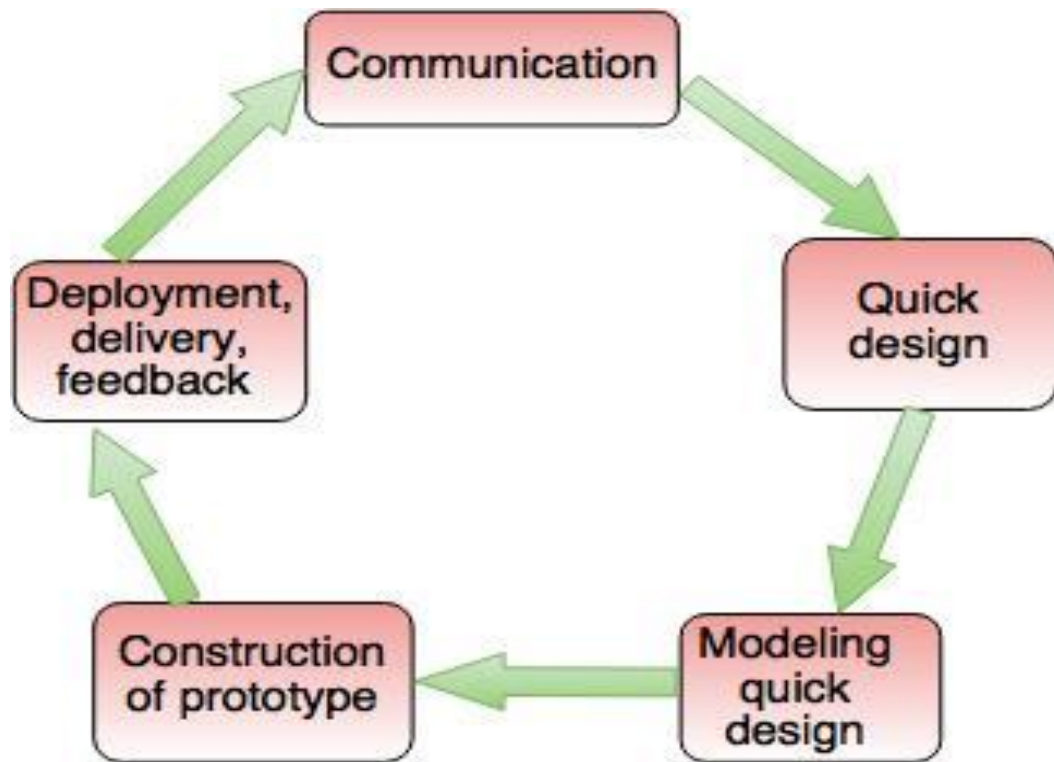 Communication
Quick
design
Modeling
quick
design
Construction
of prototype
Deployment,
delivery,
feedback